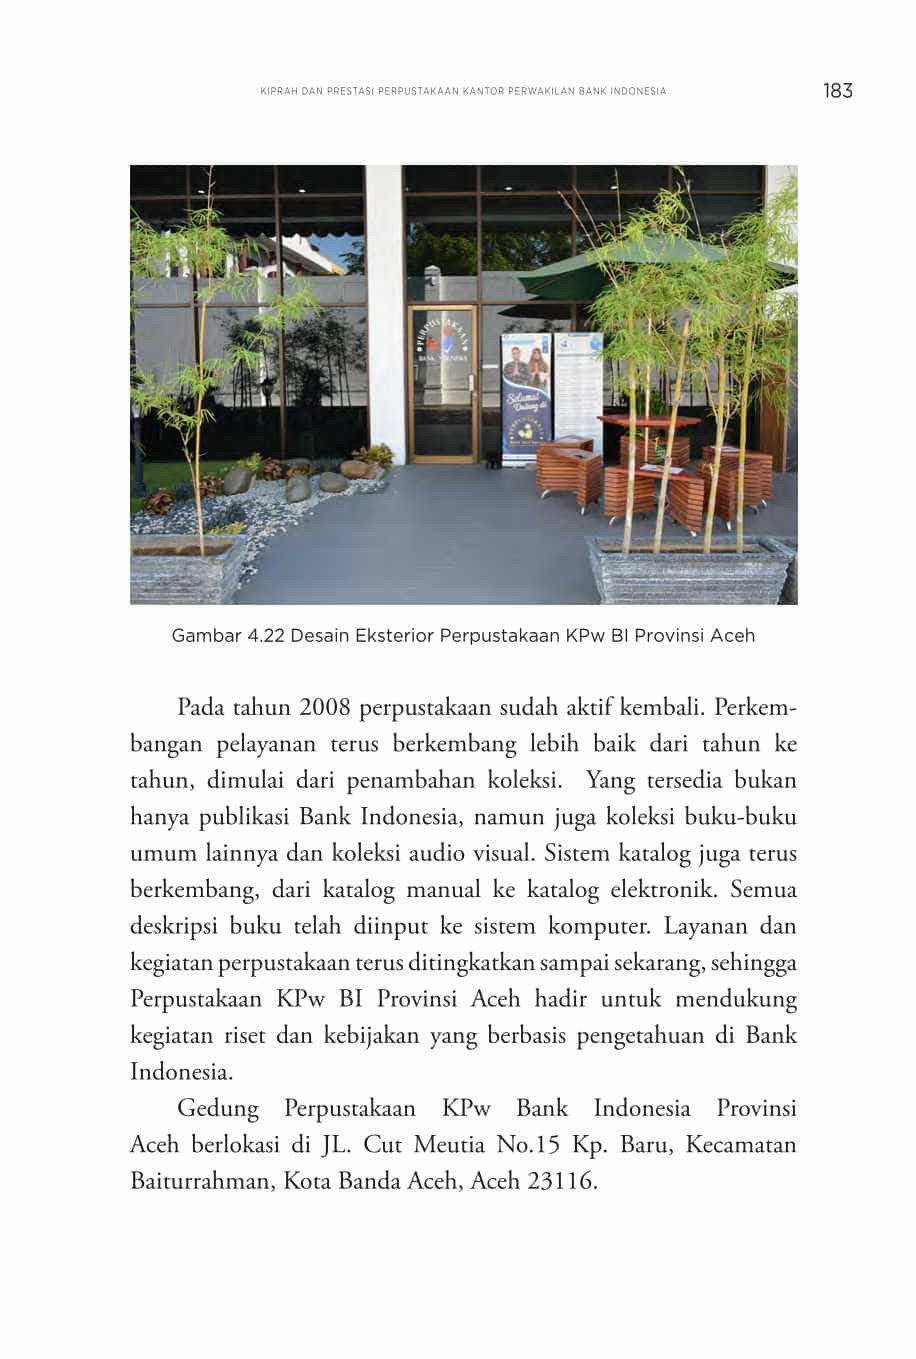 KIPRAH DAN PRESTASI PERPUSTAKAAN KANTOR PERWAKILAN BANK INDONESIA
183
PERPUSTAKAAN
BANK INDONESIA
Selamat
Datang di
PERPUSTAKAAN
Gambar 4.22 Desain Eksterior Perpustakaan KPw BI Provinsi Aceh
Pada tahun 2008 perpustakaan sudah aktif kembali. Perkem-
bangan pelayanan terus berkembang lebih baik dari tahun ke
tahun, dimulai dari penambahan koleksi.  Yang tersedia bukan
hanya publikasi Bank Indonesia, namun juga koleksi buku-buku
umum lainnya dan koleksi audio visual. Sistem katalog juga terus
berkembang, dari katalog manual ke katalog elektronik. Semua
deskripsi buku telah diinput ke sistem komputer. Layanan dan
kegiatan perpustakaan terus ditingkatkan sampai sekarang, sehingga
Perpustakaan KPw BI Provinsi Aceh hadir untuk mendukung
kegiatan riset dan kebijakan yang berbasis pengetahuan di Bank
Indonesia.
Gedung Perpustakaan KPw Bank Indonesia Provinsi
Aceh berlokasi di JL. Cut Meutia No.15 Kp. Baru, Kecamatan
Baiturrahman, Kota Banda Aceh, Aceh 23116.